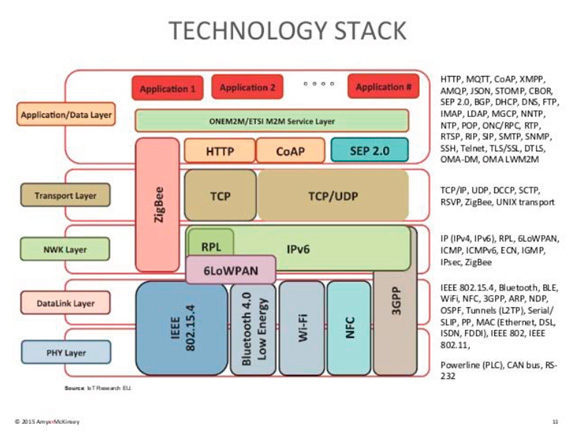 TECHNOLOGY STACK
Application 1
Application 2
Application #
Application/Data Layer
ONEM2M/ETSI M2M Service Layer
HTTP
CoAP
SEP 2.0
HTTP, MQTT, CoAP, XMPP,
AMQP, JSON, STOMP, CBOR,
SEP 2.0, BGP, DHCP, DNS, FTP,
IMAP, LDAP, MGCP, NNTP,
NTP, POP, ONC/RPC, RTP,
RTSP, RIP, SIP, SMTP, SNMP,
SSH, Telnet, TLS/SSL, DTLS,
OMA-DM, OMA LWM2M
ZigBee
Transport Layer
TCP
TCP/UDP
TCP/IP, UDP, DCCP, SCTP,
RSVP, ZigBee, UNIX transport
NWK Layer
RPL
IPv6
6LoWPAN
IP (IPv4, IPv6), RPL, 6LoWPAN,
ICMP, ICMPv6, ECN, IGMP,
IPsec, ZigBee
DataLink Layer
PHY Layer
IEEE
802.15.4
Bluetooth 4.0
Low Energy
Wi-Fi
NFC
3GPP
IEEE 802.15.4, Bluetooth, BLE,
WiFi, NFC, 3GPP, ARP, NDP,
OSPF, Tunnels (L2TP), Serial/
SLIP, PP, MAC (Ethernet, DSL,
ISDN, FDDI), IEEE 802, IEEE
802.11,
Powerline (PLC), CAN bus, RS-
232
Source: IoT Research EU.
© 2015 AmyerMcKinsey
11